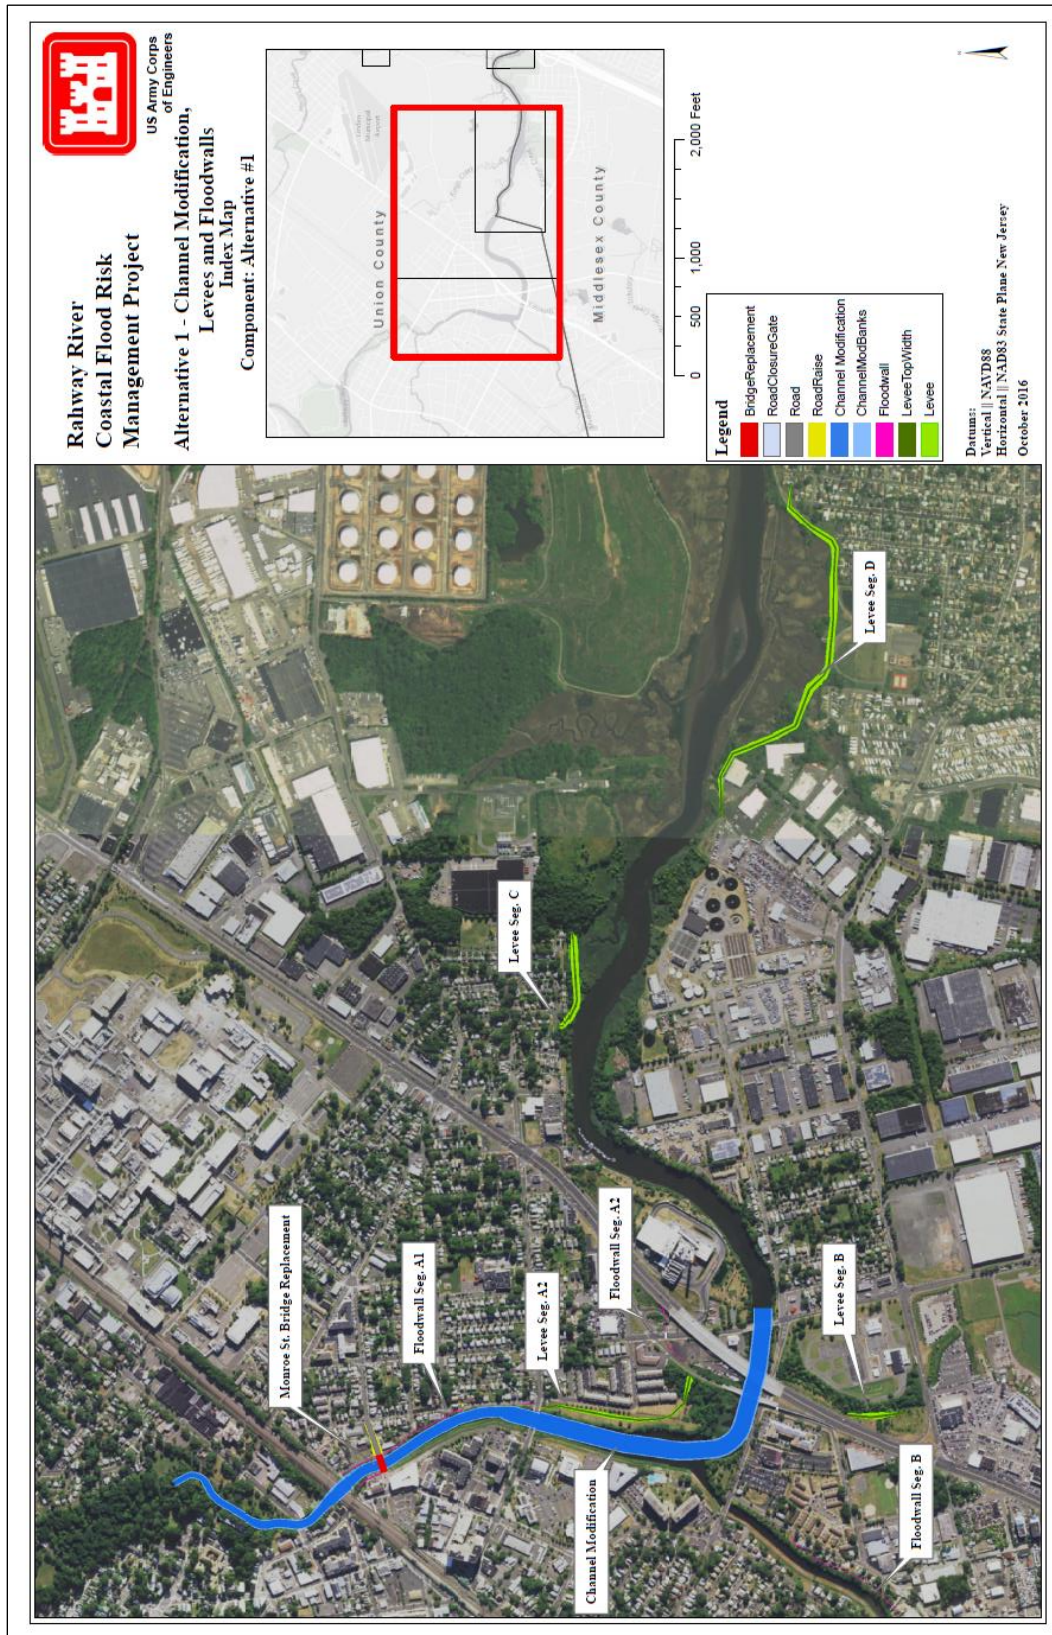 Rahway River
Coastal Flood Risk
Management Project
US Army Corps
of Engineers
Alternative 1 - Channel Modification,
Levees and Floodwalls
Index Map
Component: Alternative #1
Union County
Middlesex County
0
500
1,000
2,000 Feet
Legend
BridgeReplacement
RoadClosureGate
Road
RoadRaise
Channel Modification
ChannelModBanks
Floodwall
LeveeTopWidth
Levee
Datums:
Vertical || NAVD88
Horizontal || NAD83 State Plane New Jersey
October 2016
Monroe St. Bridge Replacement
Floodwall Seg. A1
Levee Seg. A2
Floodwall Seg. A2
Channel Modification
Floodwall Seg. B
Levee Seg. B
Levee Seg. C
Levee Seg. D